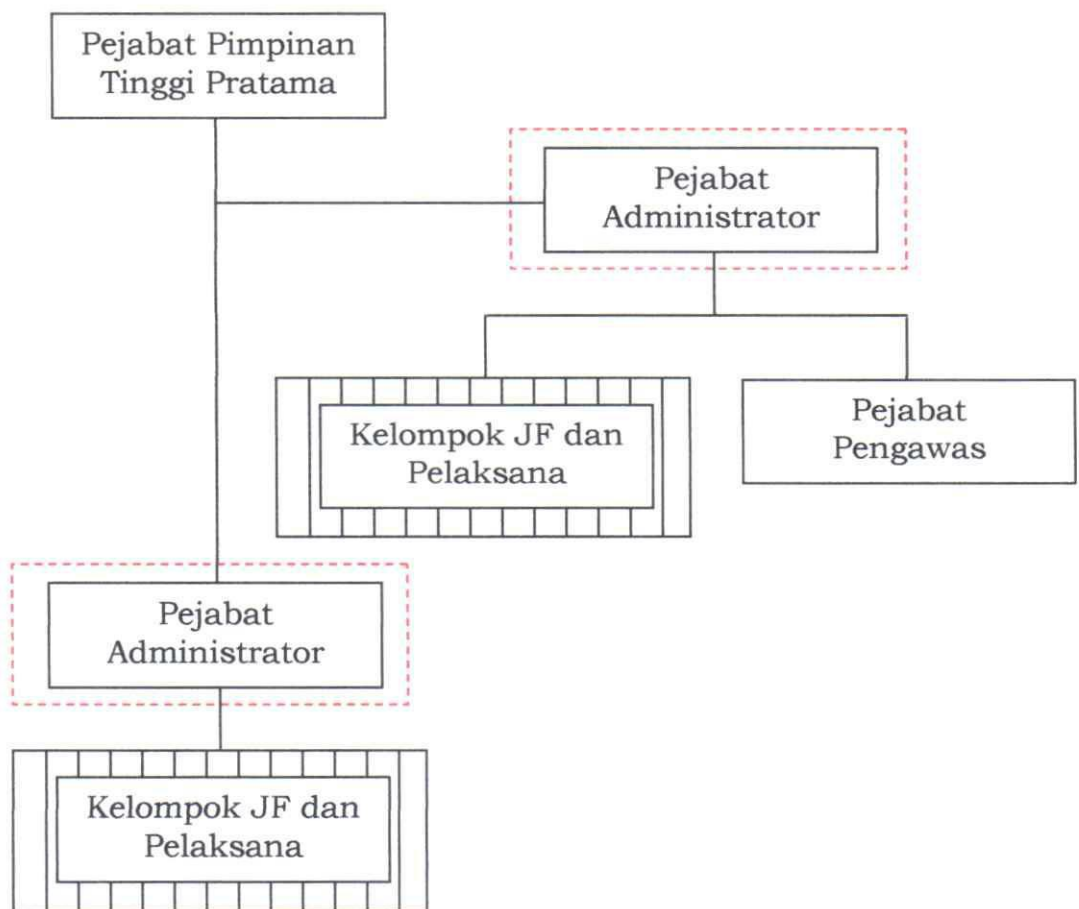 Pejabat Pimpinan
Tinggi Pratama
Pejabat
Administrator
Kelompok JF dan
Pelaksana
Pejabat
Pengawas
Pejabat
Administrator
Kelompok JF dan
Pelaksana